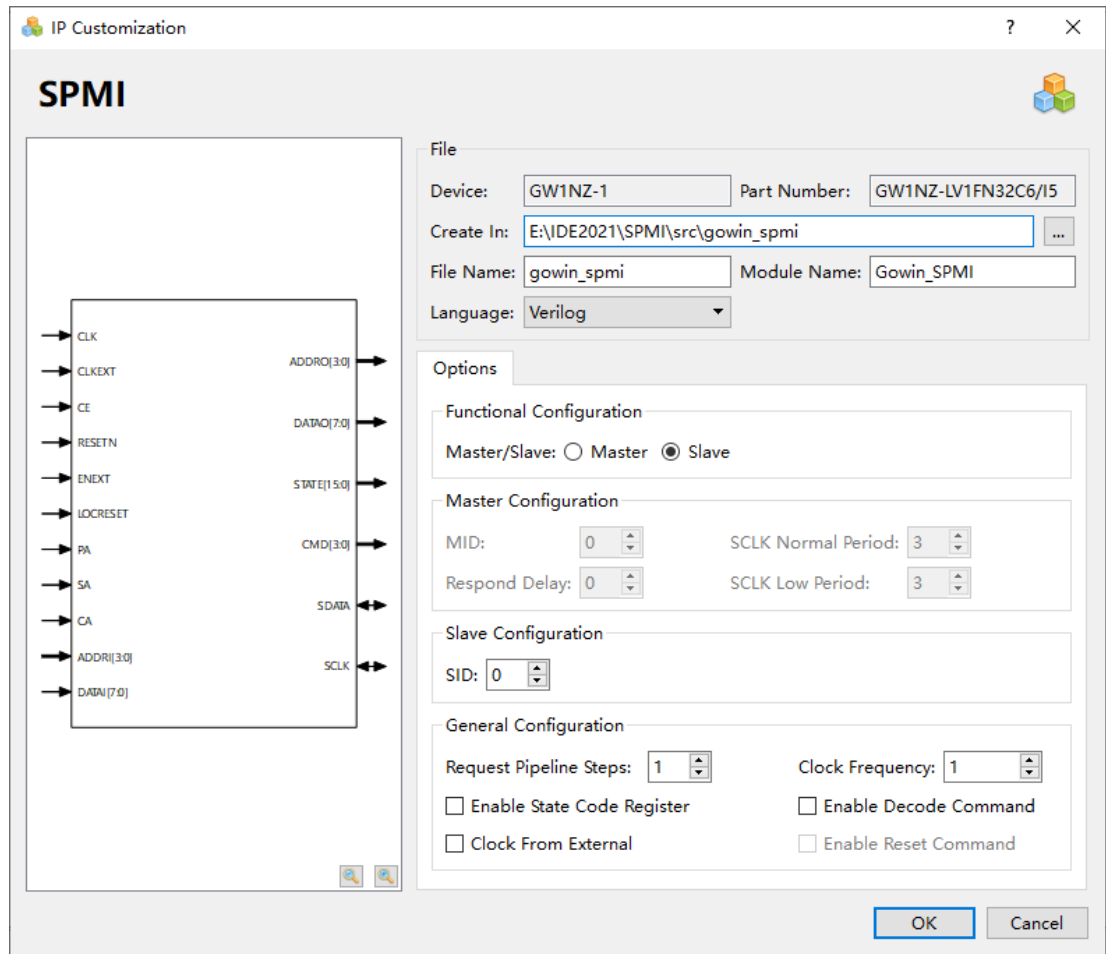 IP Customization
?
SPMI
CLK
CLKEXT
CE
RESETN
ENEXT
LOCRESET
PA
SA
CA
ADDRI[3:0]
DATAI[7:0]
ADDRO[3:0]
DATAO[7:0]
STATE[15:0]
CMD[3:0]
SDATA
SCLK
File
Device: GW1NZ-1 Part Number: GW1NZ-LV1FN32C6/I5
Create In: E:\IDE2021\SPMI\src\gowin_spmi ...
File Name: gowin_spmi Module Name: Gowin_SPMI
Language: Verilog
Options
Functional Configuration
Master/Slave: Master Slave
Master Configuration
MID: 0 SCLK Normal Period: 3
Respond Delay: 0 SCLK Low Period: 3
Slave Configuration
SID: 0
General Configuration
Request Pipeline Steps: 1 Clock Frequency: 1
Enable State Code Register Enable Decode Command
Clock From External Enable Reset Command
OK Cancel